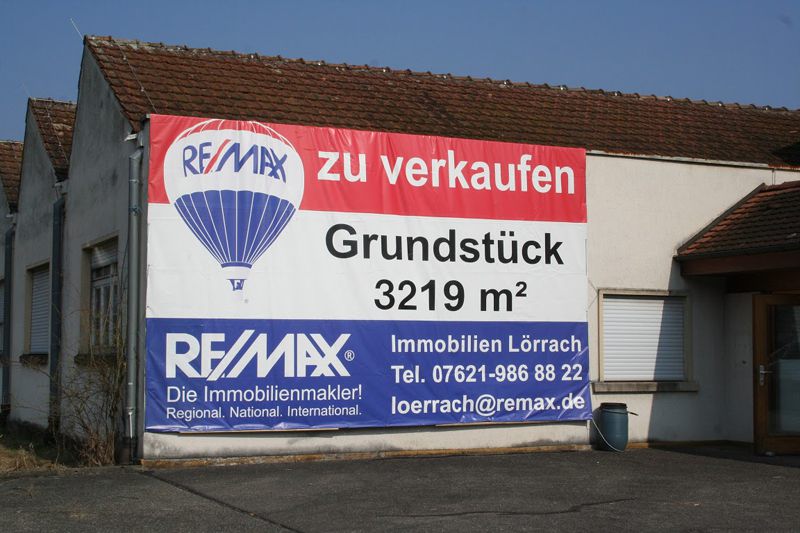 RE/MAX
zu verkaufen
Grundstück
3219 m²
RE/MAX®
Die Immobilienmakler!
Regional. National. International.
Immobilien Lörrach
Tel. 07621-986 88 22
loerrach@remax.de